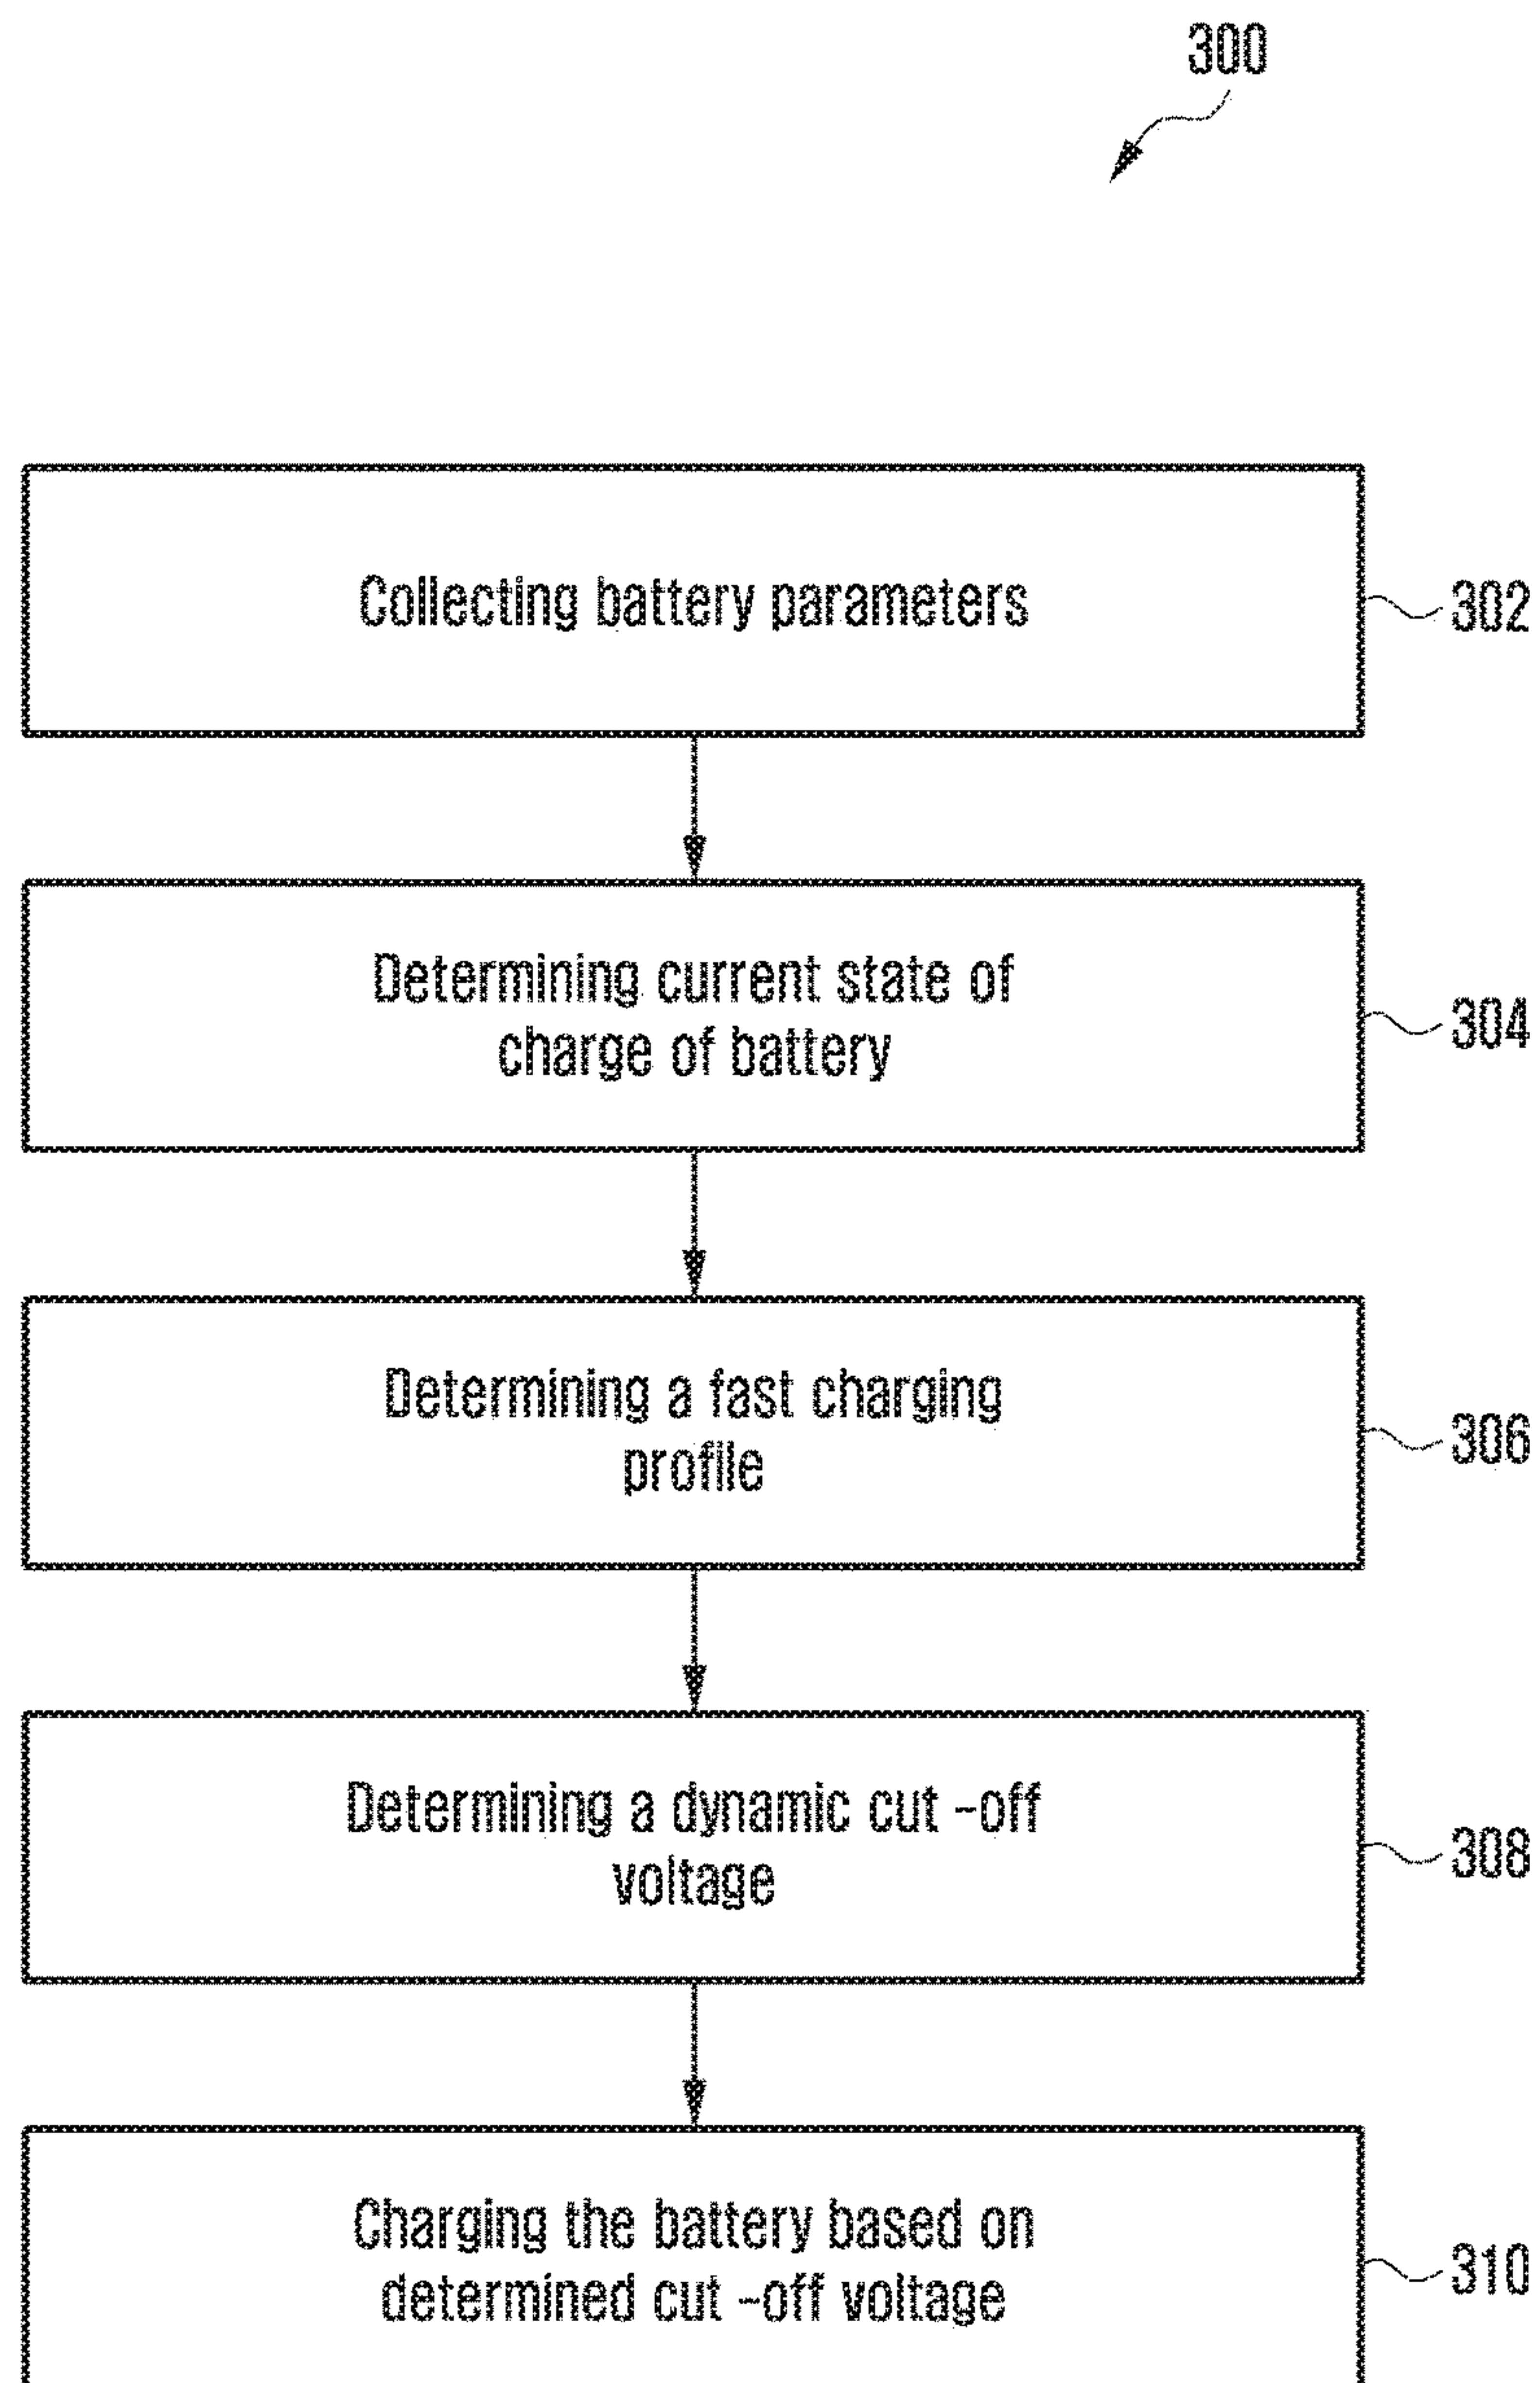 300
Collecting battery parameters
302
Determining current state of
charge of battery
304
Determining a fast charging
profile
306
Determining a dynamic cut -off
voltage
308
Charging the battery based on
determined cut -off voltage
310